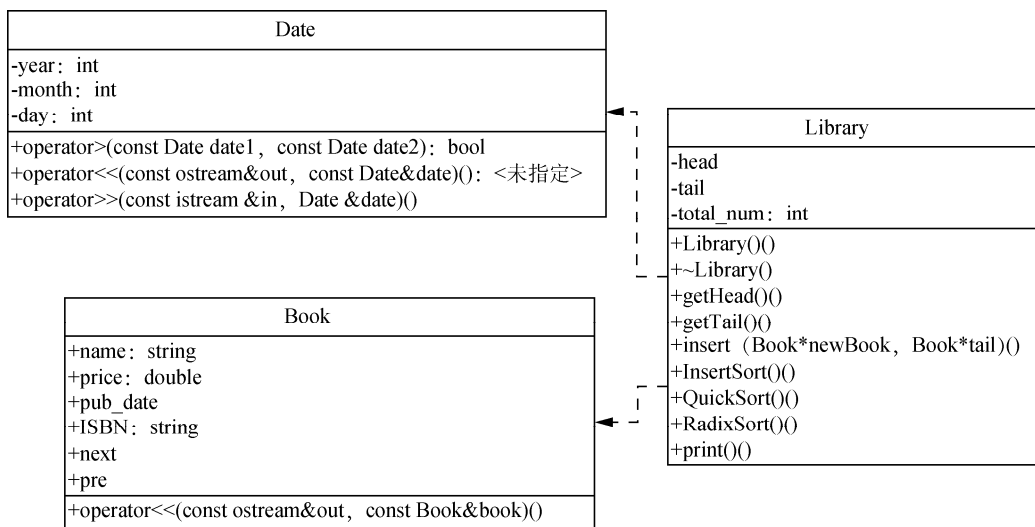 Date
-year：int
-month：int
-day：int
+operator>(const Date date1，const Date date2)：bool
+operator<<(const ostream&out，const Date&date)()：<未指定>
+operator>>(const istream &in，Date &date)()
Library
-head
-tail
-total_num：int
+Library()()
+~Library()
+getHead()()
+getTail()()
+insert（Book*newBook，Book*tail)()
+InsertSort()()
+QuickSort()()
+RadixSort()()
+print()()
Book
+name：string
+price：double
+pub_date
+ISBN：string
+next
+pre
+operator<<(const ostream&out，const Book&book)()